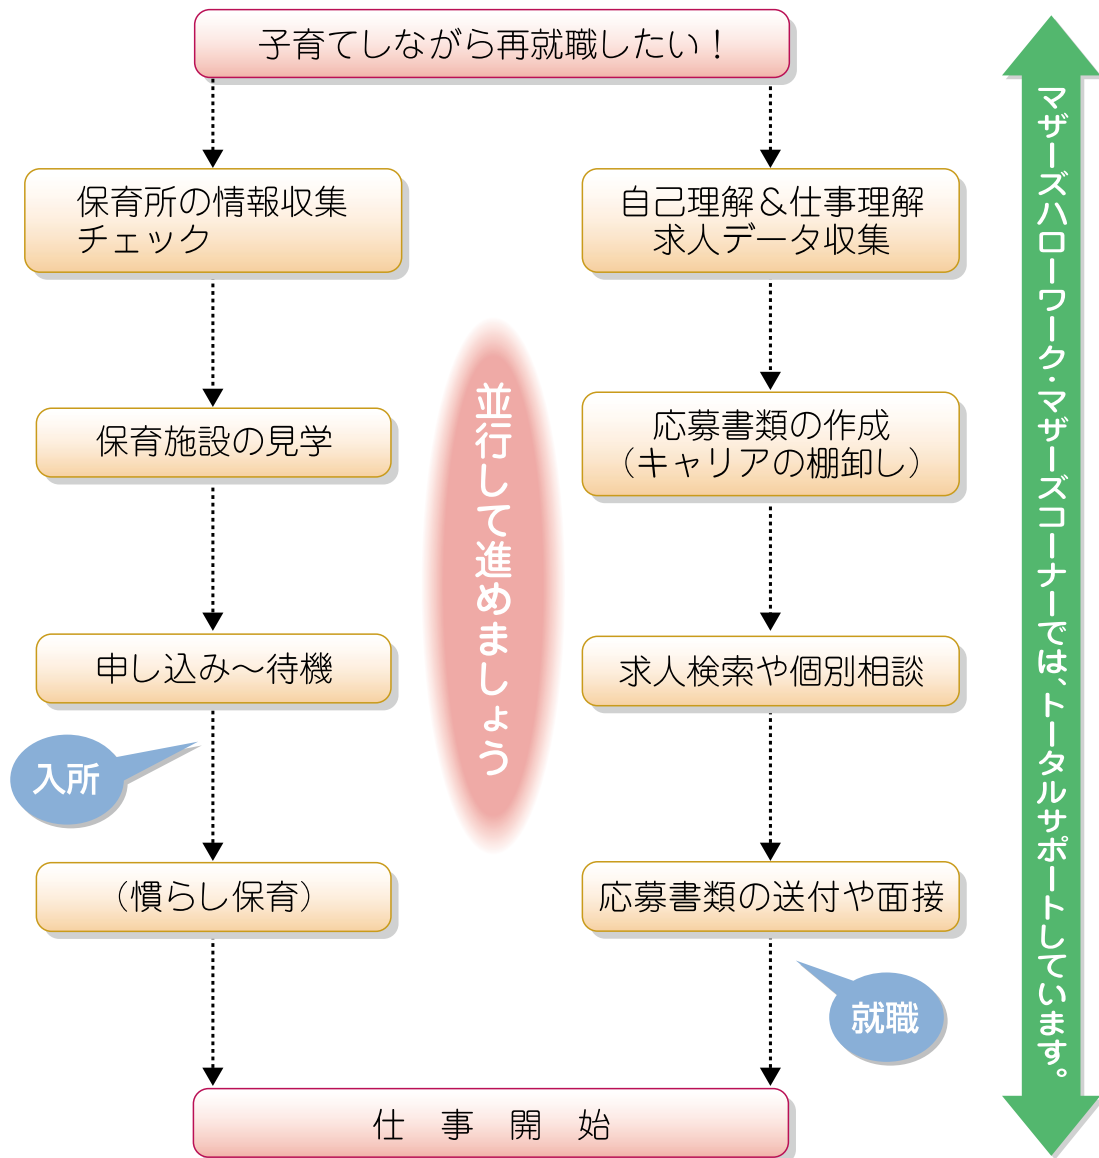 子育てしながら再就職したい！
保育所の情報収集
チェック
保育施設の見学
申し込み～待機
入所
（慣らし保育）
並行して進めましょう
自己理解＆仕事理解
求人データ収集
応募書類の作成
（キャリアの棚卸し）
求人検索や個別相談
応募書類の送付や面接
就職
仕　事　開　始
マザーズハローワーク・マザーズコーナーでは、トータルサポートしています。